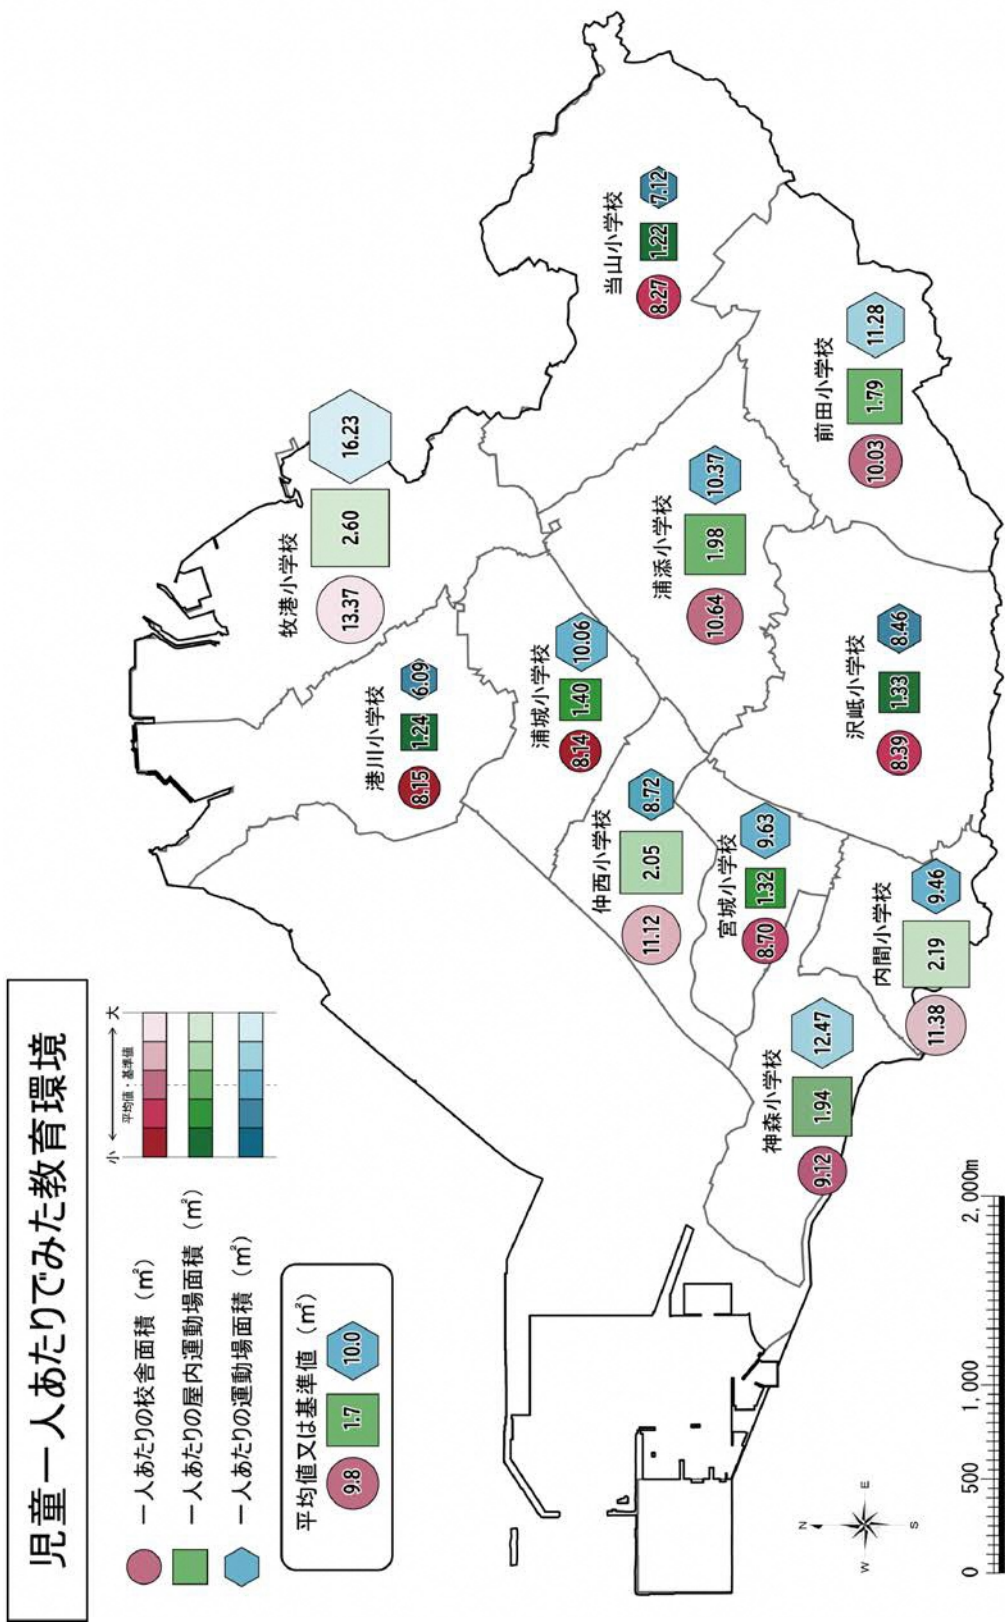 児童一人あたりでみた教育環境
一人あたりの校舎面積（㎡）
一人あたりの屋内運動場面積（㎡）
一人あたりの運動場面積（㎡）
小
平均値・基準値
大
平均値又は基準値（㎡）
9.8
1.7
10.0
牧港小学校
13.37
2.60
16.23
港川小学校
8.15
1.24
6.09
当山小学校
8.27
1.22
7.12
浦城小学校
8.14
1.40
10.06
仲西小学校
11.12
2.05
8.72
浦添小学校
10.64
1.98
10.37
宮城小学校
8.70
1.32
9.63
神森小学校
9.12
1.94
12.47
内間小学校
11.38
2.19
9.46
沢岻小学校
8.39
1.33
8.46
前田小学校
10.03
1.79
11.28
N
W
E
S
0
500
1,000
2,000m